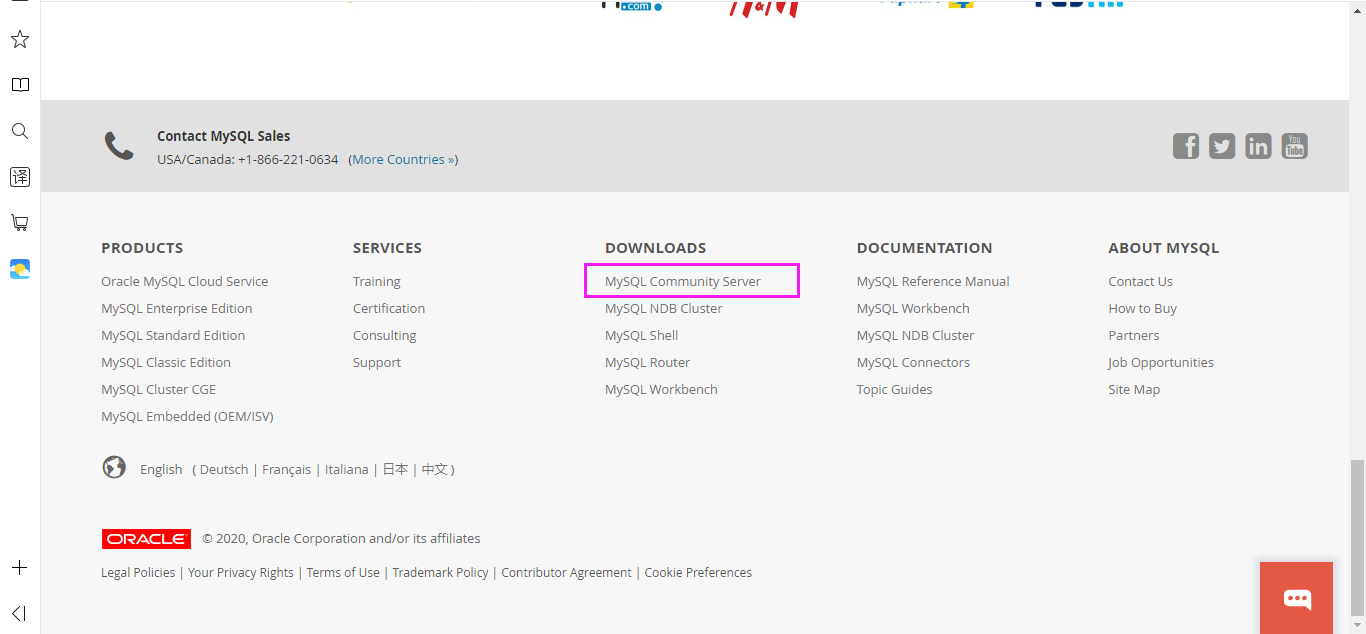 .com
H&M
译
Contact MySQL Sales
USA/Canada: +1-866-221-0634 (More Countries »)
You
Tube
PRODUCTS
Oracle MySQL Cloud Service
MySQL Enterprise Edition
MySQL Standard Edition
MySQL Classic Edition
MySQL Cluster CGE
MySQL Embedded (OEM/ISV)
SERVICES
Training
Certification
Consulting
Support
DOWNLOADS
MySQL Community Server
MySQL NDB Cluster
MySQL Shell
MySQL Router
MySQL Workbench
DOCUMENTATION
MySQL Reference Manual
MySQL Workbench
MySQL NDB Cluster
MySQL Connectors
Topic Guides
ABOUT MYSQL
Contact Us
How to Buy
Partners
Job Opportunities
Site Map
English ( Deutsch | Français | Italiana | 日本 | 中文 )
ORACLE © 2020, Oracle Corporation and/or its affiliates
Legal Policies | Your Privacy Rights | Terms of Use | Trademark Policy | Contributor Agreement | Cookie Preferences